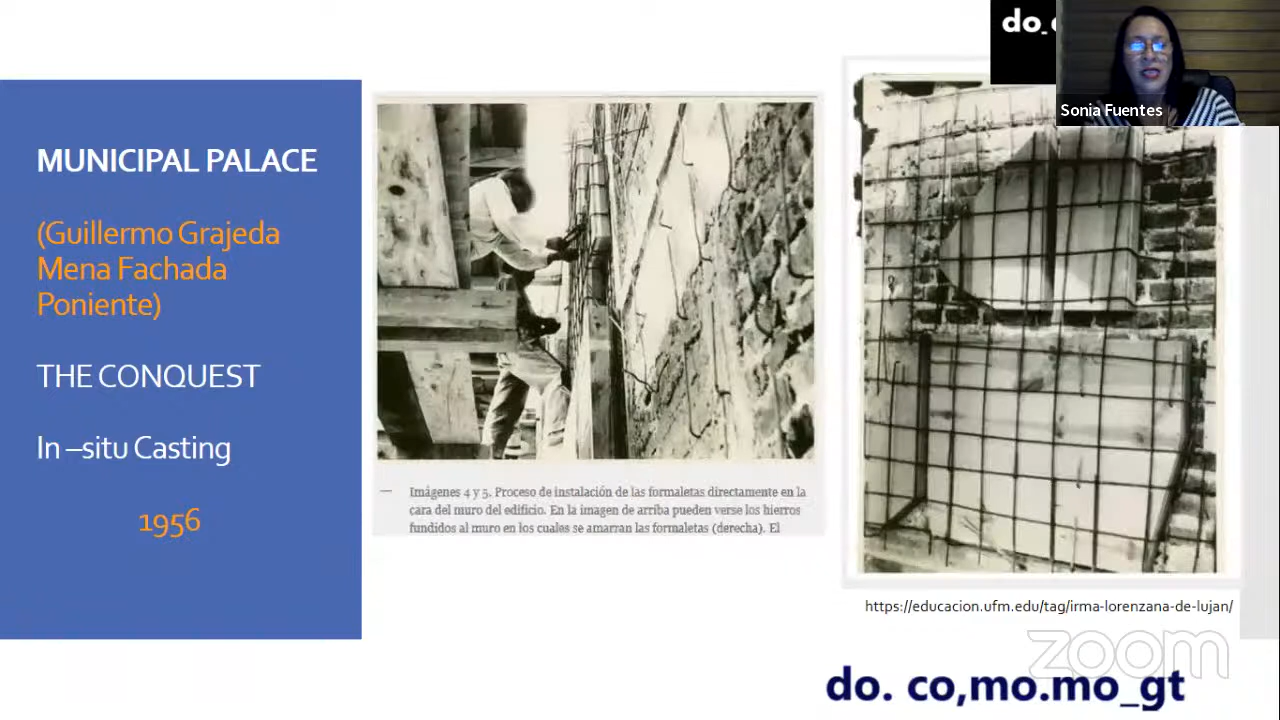 MUNICIPAL PALACE
(Guillermo Grajeda
Mena Fachada
Poniente)
THE CONQUEST
In –situ Casting
1956
— Imágenes 4 y 5. Proceso de instalación de las formaletas directamente en la
cara del muro del edificio. En la imagen de arriba pueden verse los hierros
fundidos al muro en los cuales se amarran las formaletas (derecha). El
do_
Sonia Fuentes
https://educacion.ufm.edu/tag/irma-lorenzana-de-lujan/
zoom
do. co,mo.mo_gt